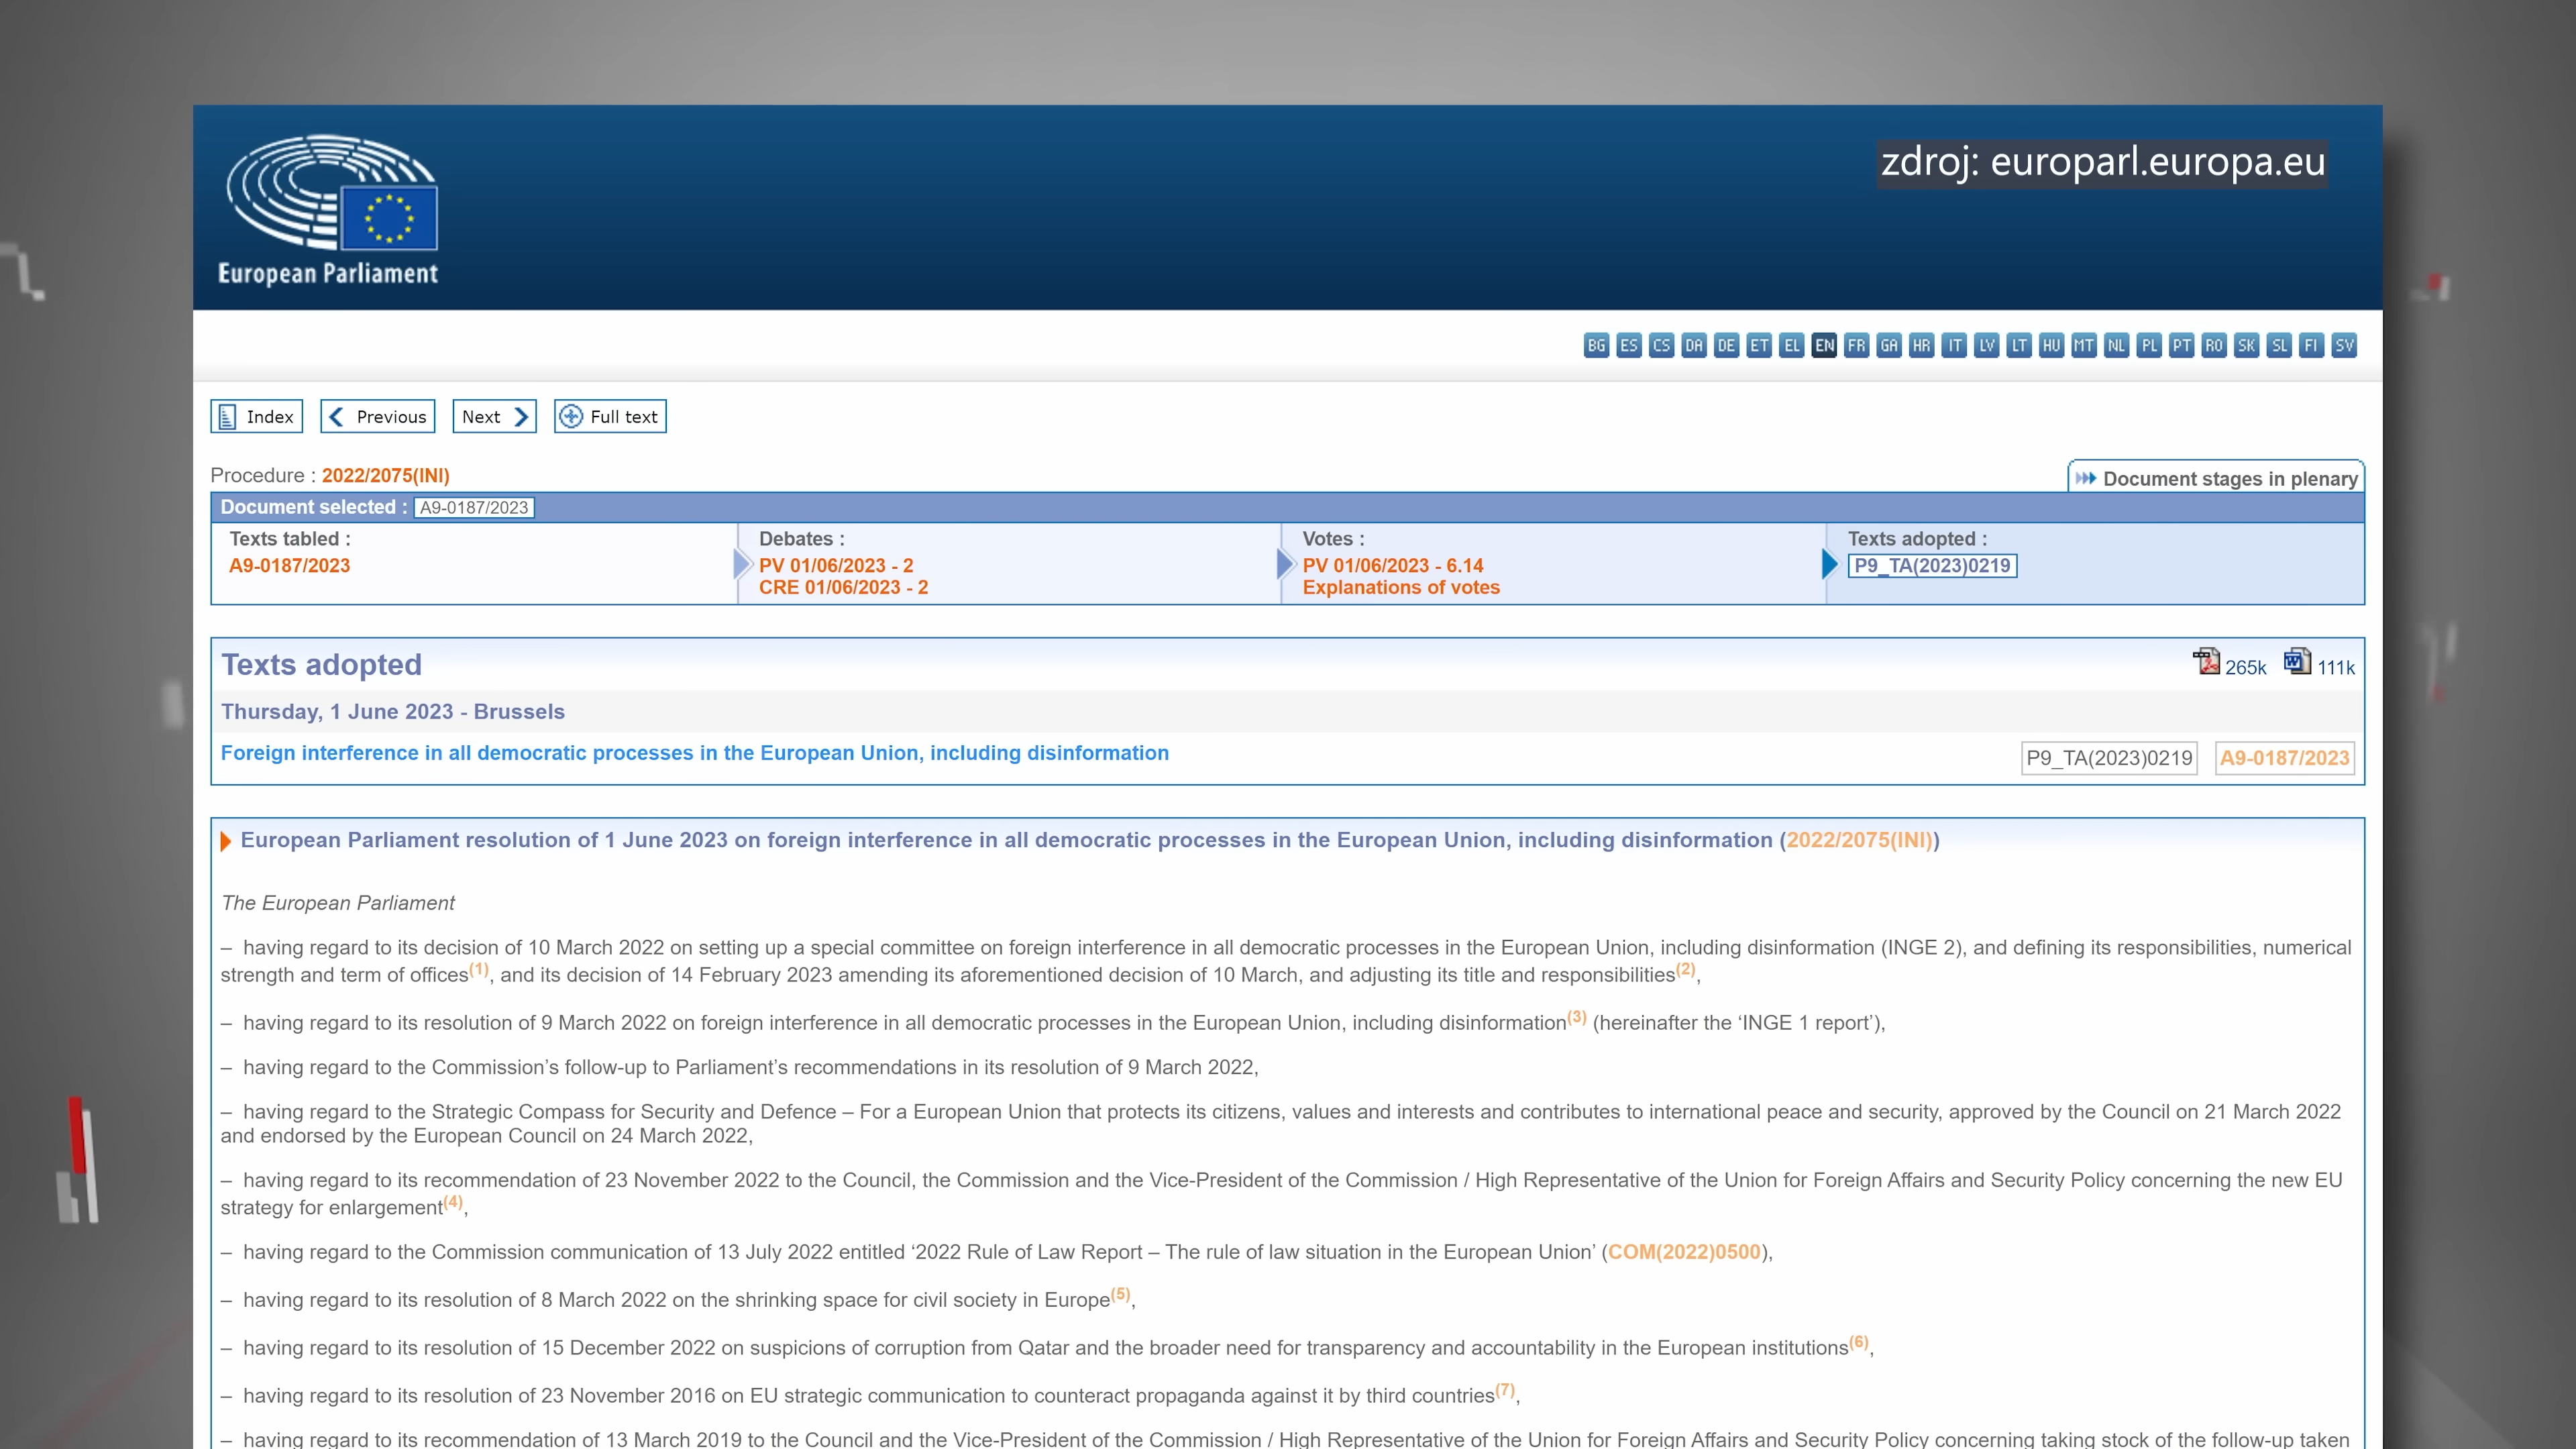 European Parliament
zdroj: europarl.europa.eu
BG ES CS DA DE ET EL EN FR GA HR IT LV LT HU MT NL PL PT RO SK SL FI SV
Index Previous Next Full text
Procedure : 2022/2075(INI)
Document stages in plenary
Document selected : A9-0187/2023
Texts tabled :
A9-0187/2023
Debates :
PV 01/06/2023 - 2
CRE 01/06/2023 - 2
Votes :
PV 01/06/2023 - 6.14
Explanations of votes
Texts adopted :
P9_TA(2023)0219
Texts adopted
265k 111k
Thursday, 1 June 2023 - Brussels
Foreign interference in all democratic processes in the European Union, including disinformation
P9_TA(2023)0219 A9-0187/2023
European Parliament resolution of 1 June 2023 on foreign interference in all democratic processes in the European Union, including disinformation (2022/2075(INI))
The European Parliament
– having regard to its decision of 10 March 2022 on setting up a special committee on foreign interference in all democratic processes in the European Union, including disinformation (INGE 2), and defining its responsibilities, numerical
strength and term of offices(1), and its decision of 14 February 2023 amending its aforementioned decision of 10 March, and adjusting its title and responsibilities(2),
– having regard to its resolution of 9 March 2022 on foreign interference in all democratic processes in the European Union, including disinformation(3) (hereinafter the ‘INGE 1 report’),
– having regard to the Commission’s follow-up to Parliament’s recommendations in its resolution of 9 March 2022,
– having regard to the Strategic Compass for Security and Defence – For a European Union that protects its citizens, values and interests and contributes to international peace and security, approved by the Council on 21 March 2022
and endorsed by the European Council on 24 March 2022,
– having regard to its recommendation of 23 November 2022 to the Council, the Commission and the Vice-President of the Commission / High Representative of the Union for Foreign Affairs and Security Policy concerning the new EU
strategy for enlargement(4),
– having regard to the Commission communication of 13 July 2022 entitled ‘2022 Rule of Law Report – The rule of law situation in the European Union’ (COM(2022)0500),
– having regard to its resolution of 8 March 2022 on the shrinking space for civil society in Europe(5),
– having regard to its resolution of 15 December 2022 on suspicions of corruption from Qatar and the broader need for transparency and accountability in the European institutions(6),
– having regard to its resolution of 23 November 2016 on EU strategic communication to counteract propaganda against it by third countries(7),
– having regard to its recommendation of 13 March 2019 to the Council and the Vice-President of the Commission / High Representative of the Union for Foreign Affairs and Security Policy concerning taking stock of the follow-up taken